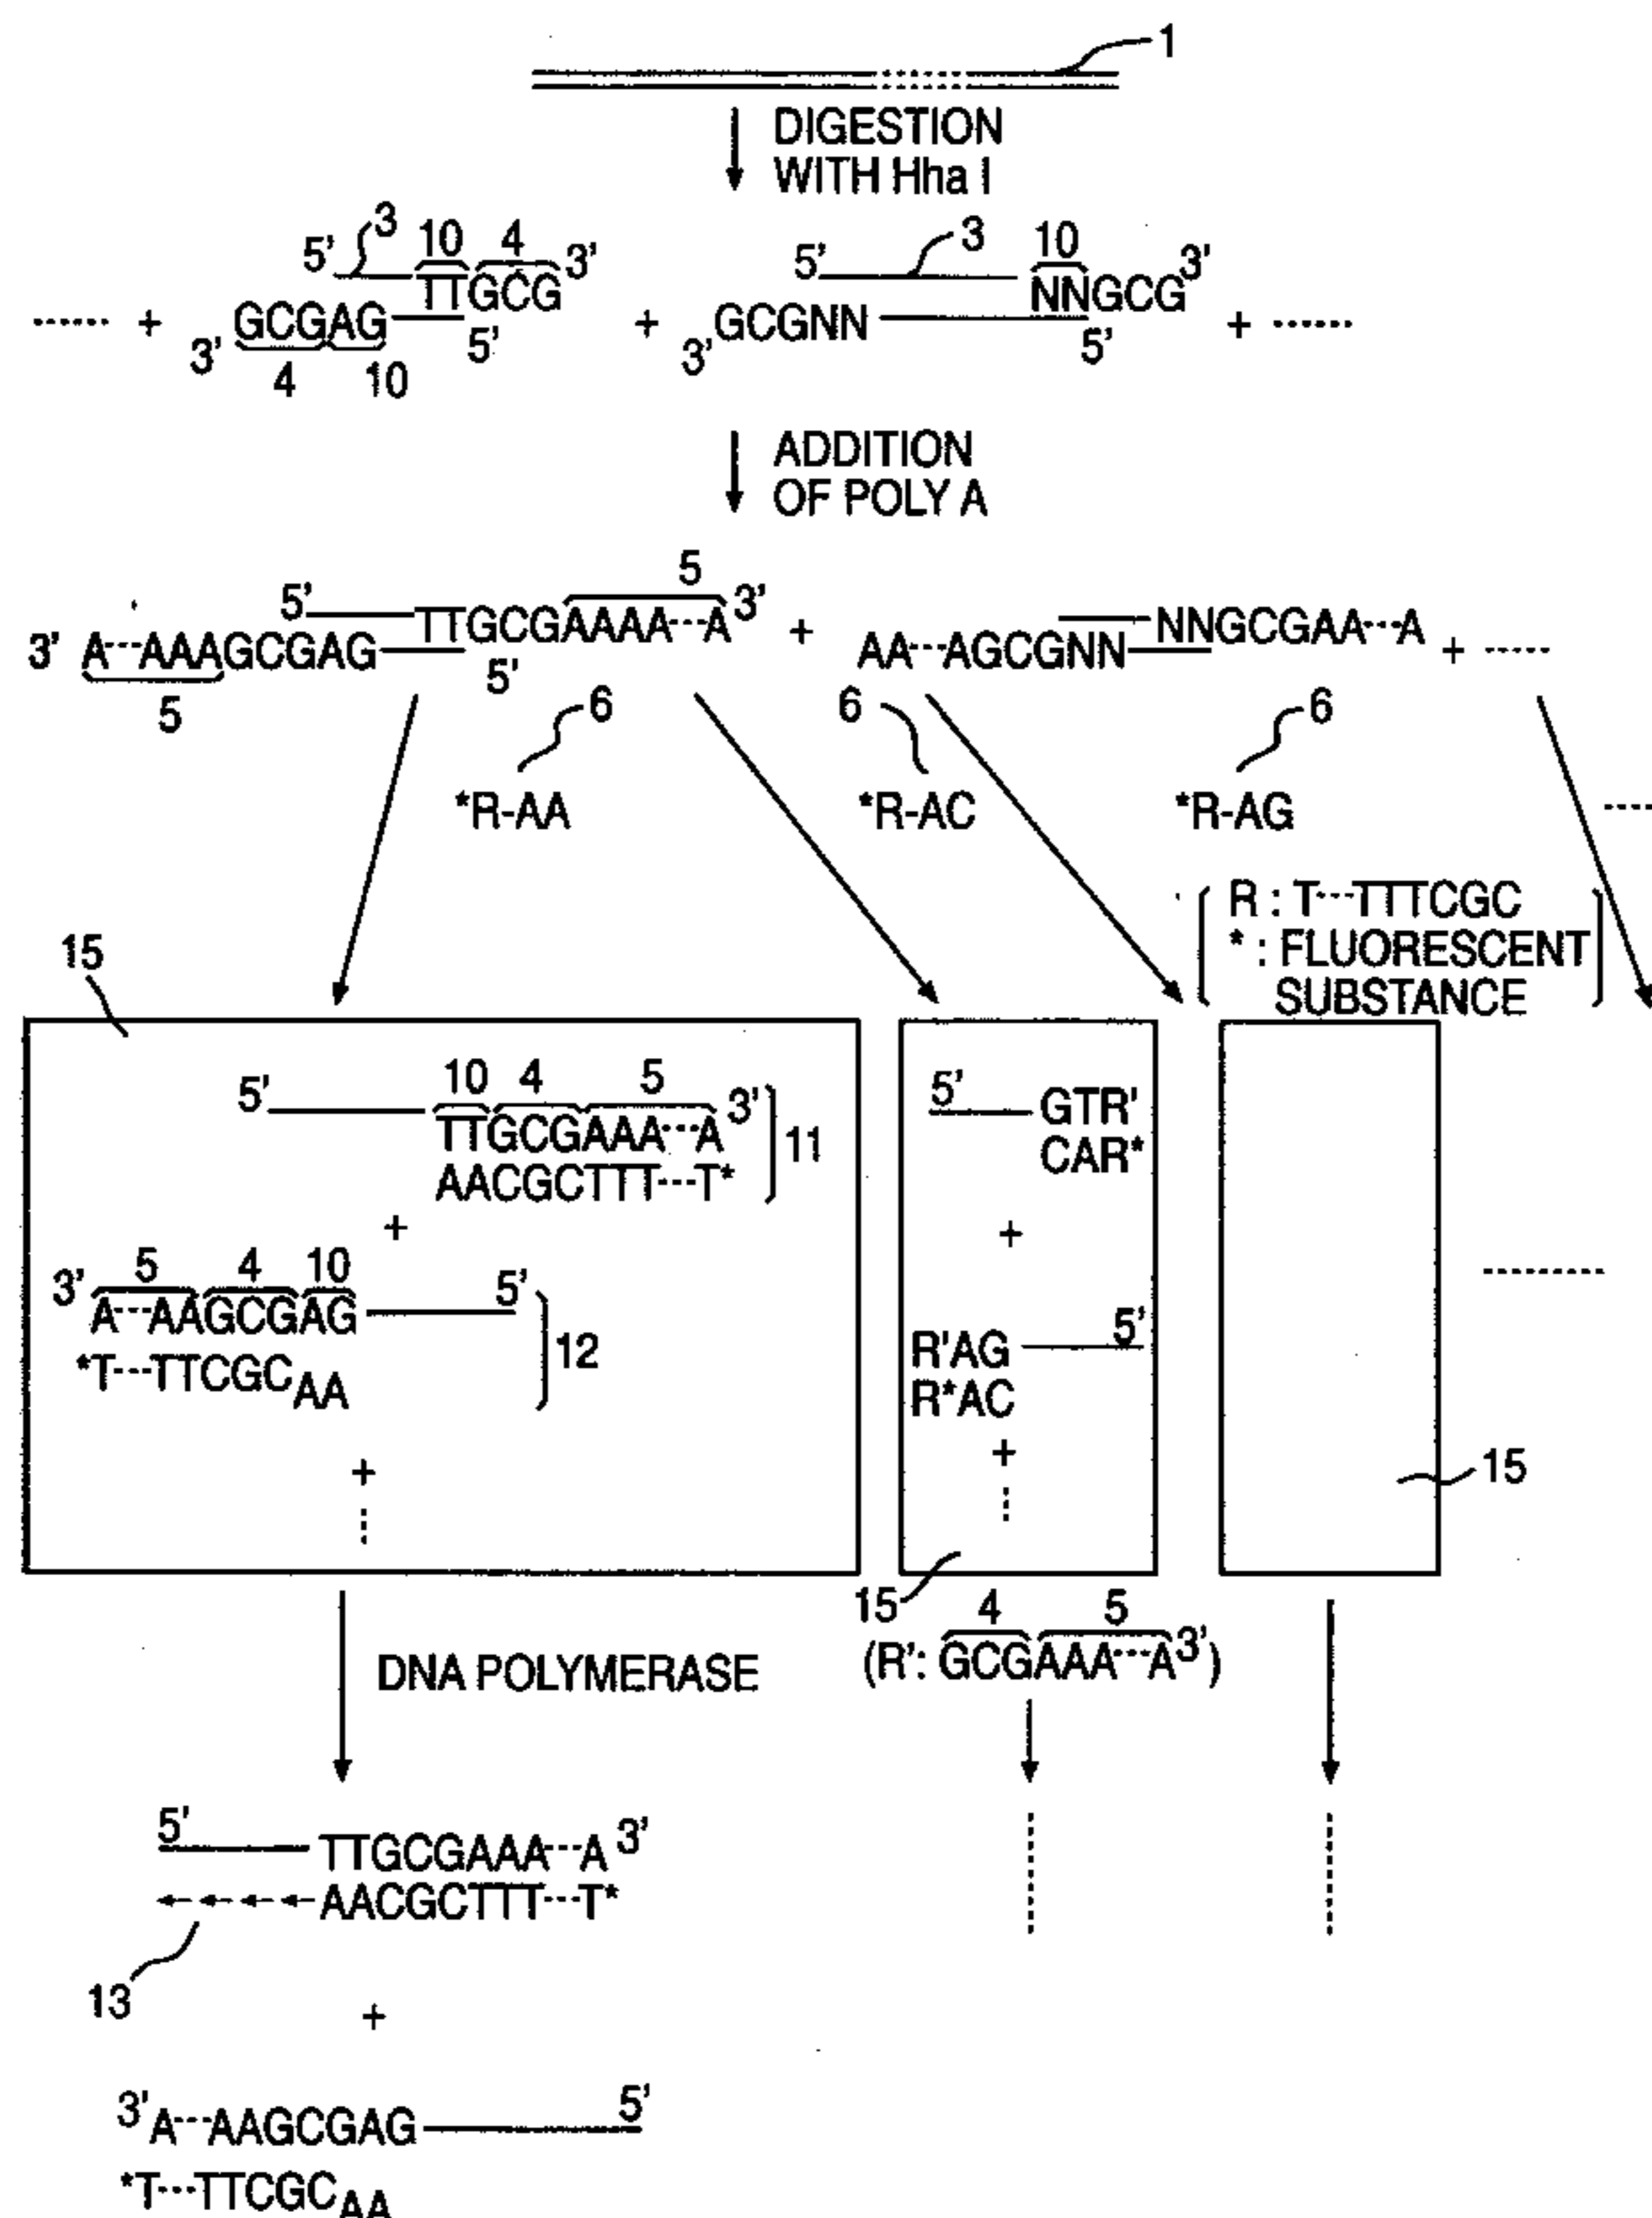 1
DIGESTION
WITH Hha I
5' 3 10 4 3' 5' 3 10 3'
TTGCG NNGCG
······ + GCGAG + GCGNN + ······
3' 5' 3' 5'
4 10
ADDITION
OF POLY A
5
5' TTGCGAAAA---A 3' + NNGCGAA---A
3' A---AAAGCGAG AA---AGCGNN + -----
5' 
5 6 6 6
*R-AA *R-AC *R-AG ----
R : T---TTTCGC
* : FLUORESCENT
SUBSTANCE
15
5' 10 4 5 3'
TTGCGAAA---A
AACGCTTT---T*
11
+
3' 5 4 10 5'
A---AAGCGAG
*T---TTCGCAA
12
+
5'
GTR'
CAR*
+
5'
R'AG
R*AC
+
15
15
4 5
(R': GCGAAA---A3')
DNA POLYMERASE
5' TTGCGAAA---A 3'
AACGCTTT---T*
13
+
3' A---AAGCGAG 5'
*T---TTCGCAA